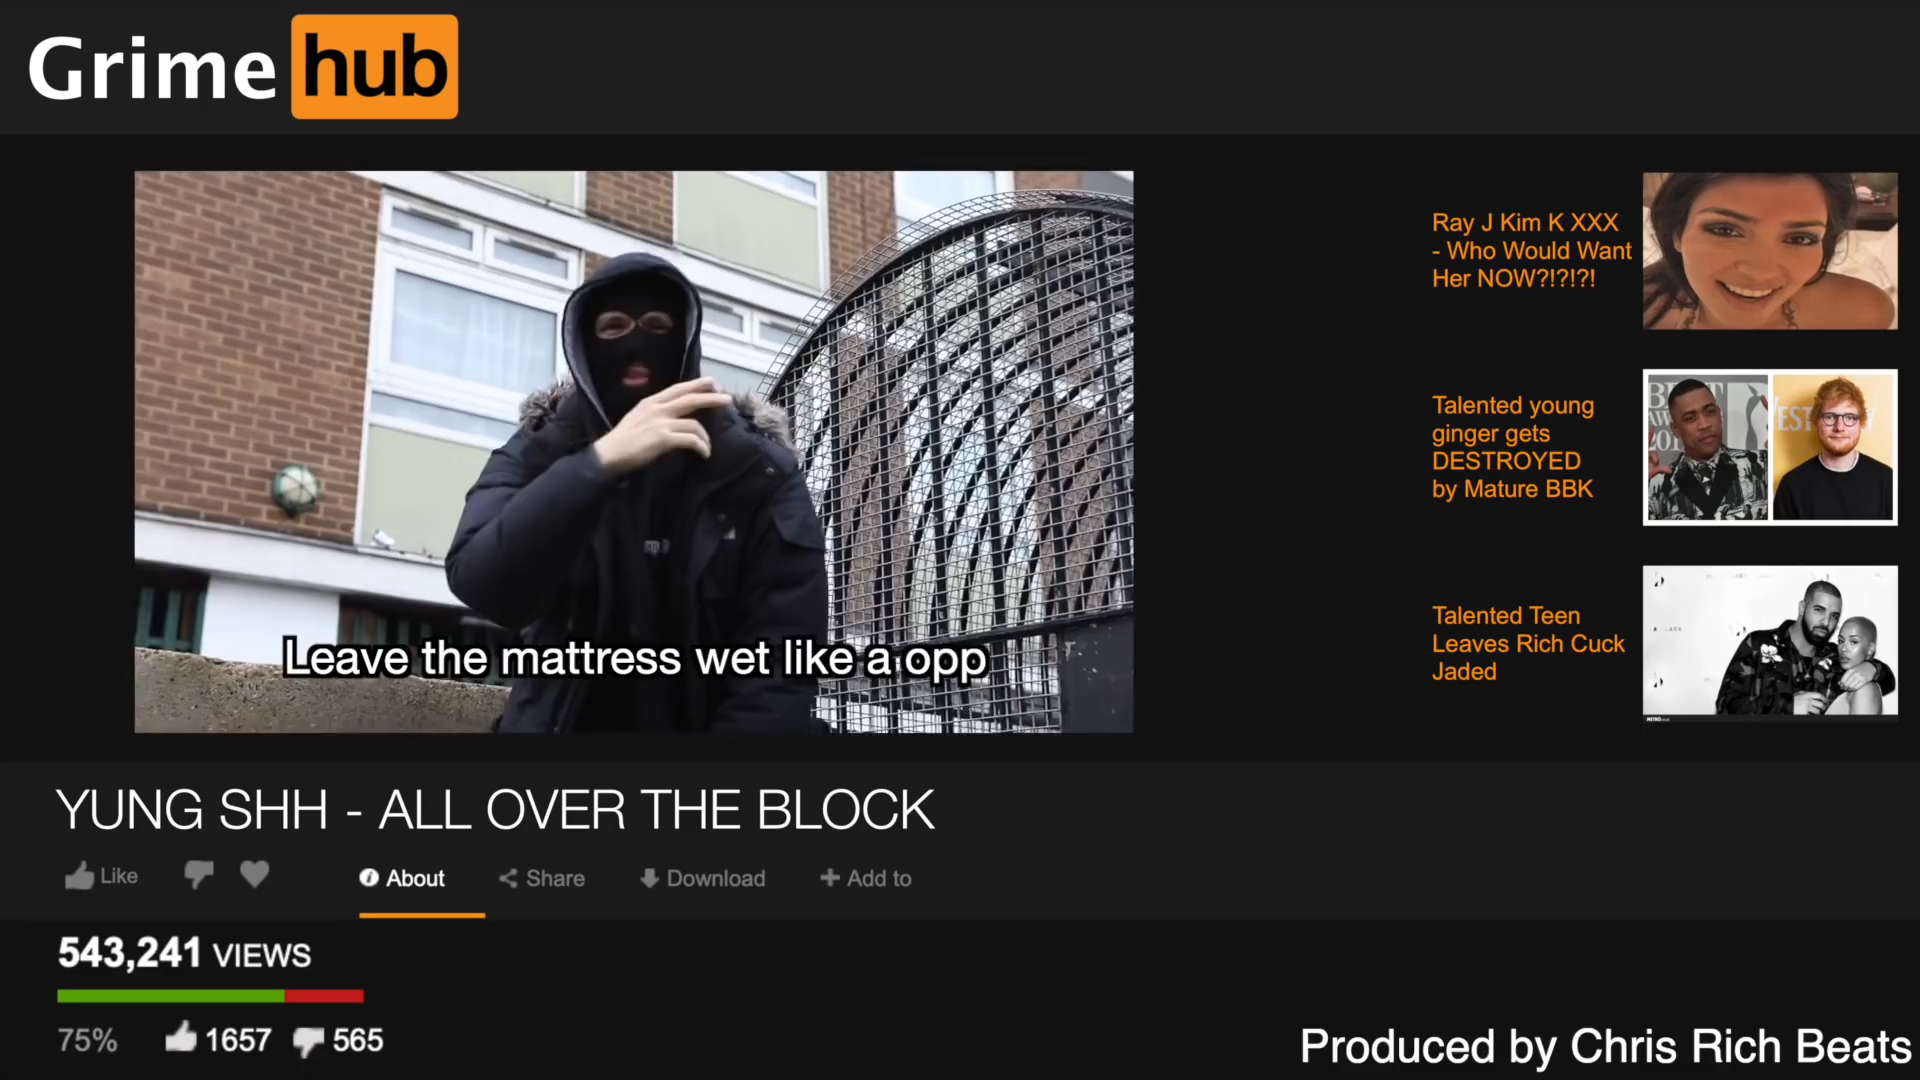 Grime hub
Leave the mattress wet like a opp
Ray J Kim K XXX
- Who Would Want
Her NOW?!?!?!
Talented young
ginger gets
DESTROYED
by Mature BBK
Talented Teen
Leaves Rich Cuck
Jaded
YUNG SHH - ALL OVER THE BLOCK
Like
About
Share
Download
Add to
543,241 VIEWS
75%
1657
565
Produced by Chris Rich Beats